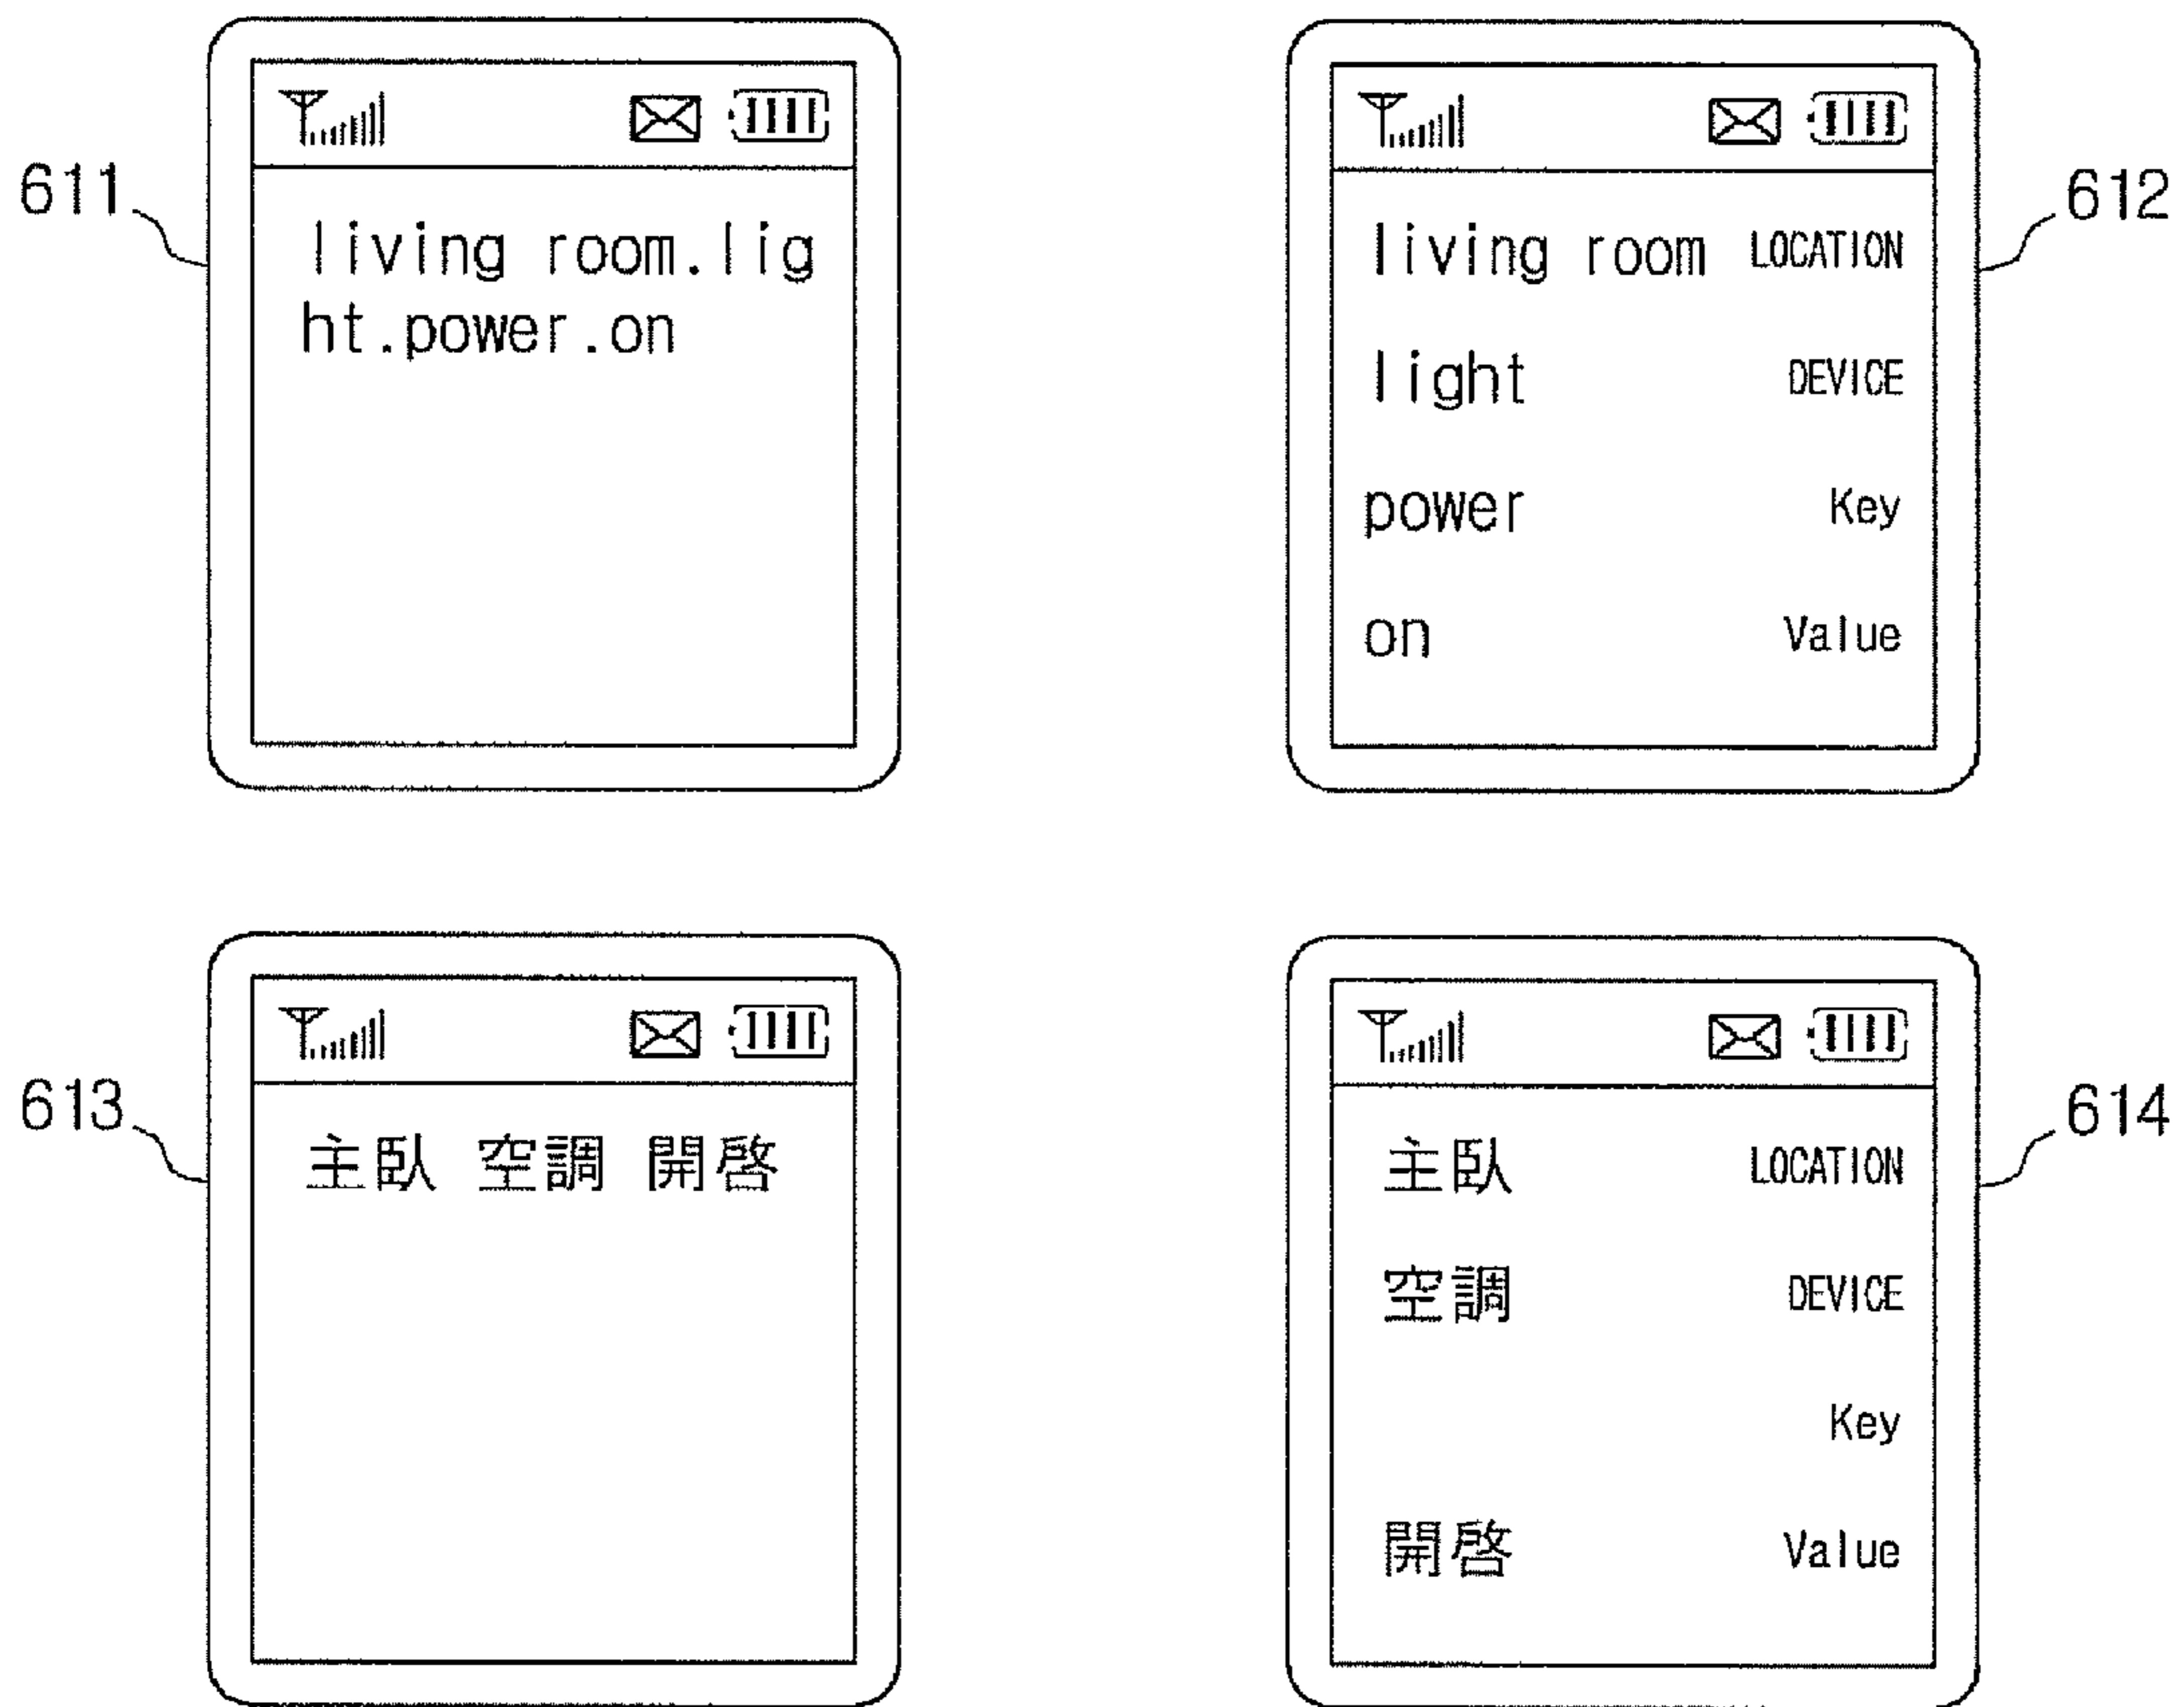 611
living room.lig
ht.power.on
612
living room LOCATION
light DEVICE
power Key
on Value
613
主臥 空調 開啓
614
主臥 LOCATION
空調 DEVICE
Key
開啓 Value